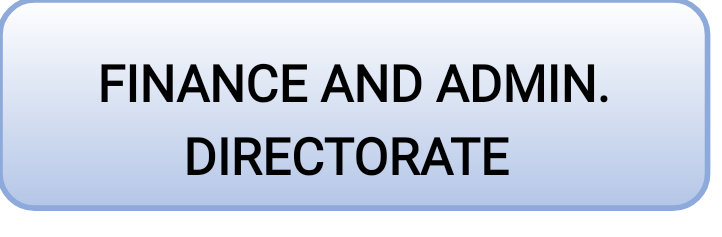 FINANCE AND ADMIN.
DIRECTORATE